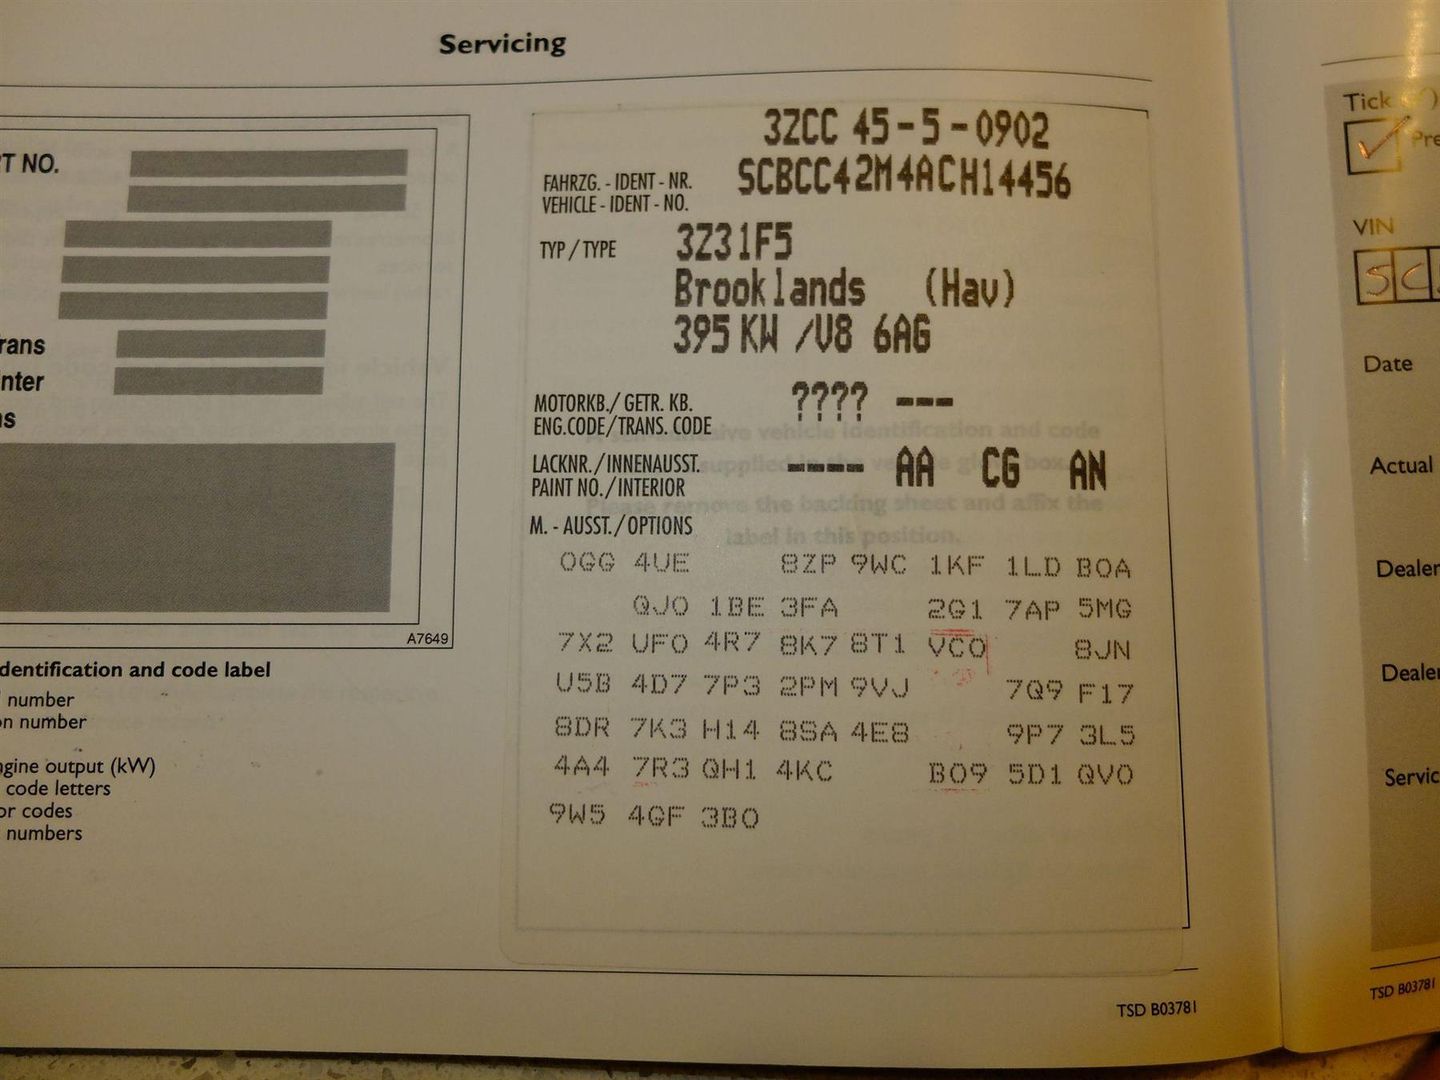 Servicing
RT NO.
rans
nter
ns
A7649
dentification and code label
number
on number
ngine output (kW)
code letters
or codes
numbers
3ZCC 45-5-0902
FAHRZG. - IDENT - NR. SCBCC42M4ACH14456
VEHICLE - IDENT - NO.
TYP / TYPE 3Z31F5
Brooklands (Hav)
395 KW /V8 6AG
MOTORKB./ GETR. KB. ???? ---
ENG.CODE/TRANS. CODE
LACKNR./INNENAUSST. ---- AA CG AN
PAINT NO./INTERIOR
M. - AUSST./OPTIONS
0GG 4UE 8ZP 9WC 1KF 1LD B0A
QJ0 1BE 3FA 2G1 7AP 5MG
7X2 UF0 4R7 8K7 8T1 VC0 8JN
U5B 4D7 7P3 2PM 9VJ 7Q9 F17
8DR 7K3 H14 8SA 4E8 9P7 3L5
4A4 7R3 QH1 4KC B09 5D1 QV0
9W5 4GF 3B0
TSD B03781
Tick (✓)
Pre
VIN
SC
Date
Actual
Dealer
Dealer
Servic
TSD B03781